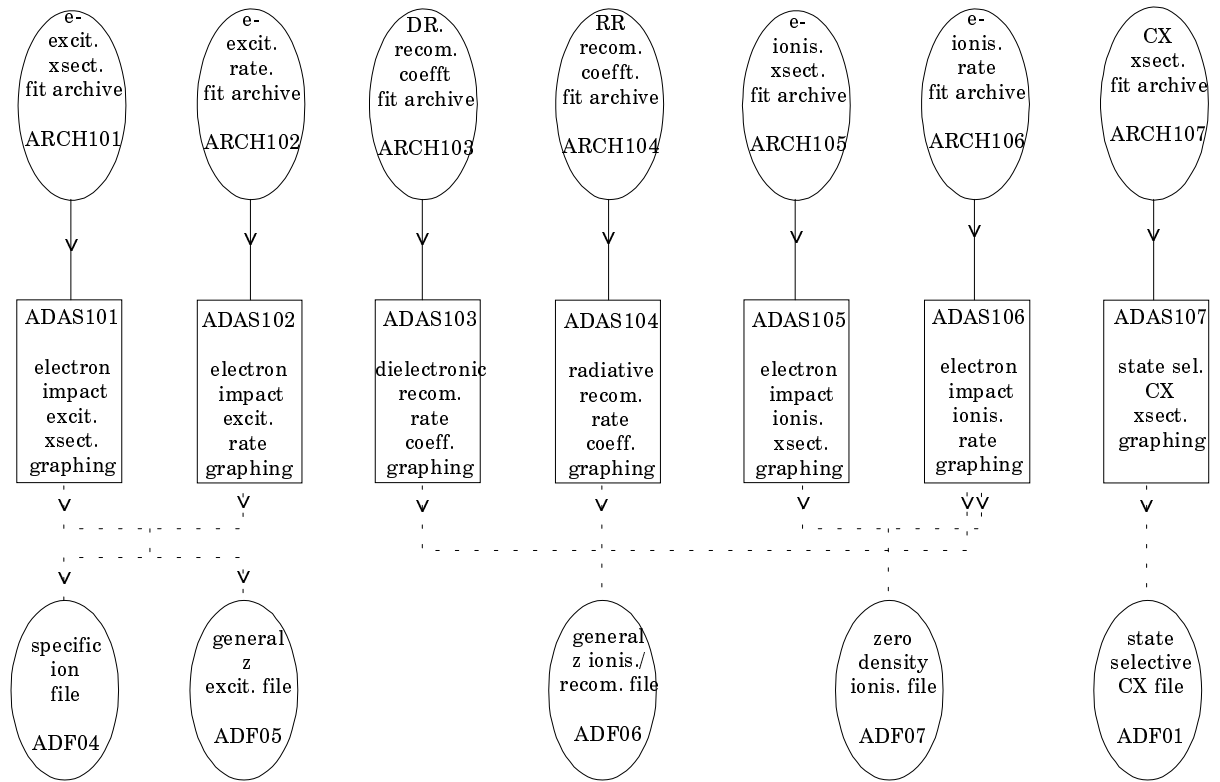 e-
excit.
xsect.
fit archive
ARCH101
e-
excit.
rate.
fit archive
ARCH102
DR.
recom.
coefft
fit archive
ARCH103
RR
recom.
coefft.
fit archive
ARCH104
e-
ionis.
xsect.
fit archive
ARCH105
e-
ionis.
rate
fit archive
ARCH106
CX
xsect.
fit archive
ARCH107
ADAS101
electron
impact
excit.
xsect.
graphing
ADAS102
electron
impact
excit.
rate
graphing
ADAS103
dielectronic
recom.
rate
coeff.
graphing
ADAS104
radiative
recom.
rate
coeff.
graphing
ADAS105
electron
impact
ionis.
xsect.
graphing
ADAS106
electron
impact
ionis.
rate
graphing
ADAS107
state sel.
CX
xsect.
graphing
specific
ion
file
ADF04
general
z
excit. file
ADF05
general
z ionis./
recom. file
ADF06
zero
density
ionis. file
ADF07
state
selective
CX file
ADF01